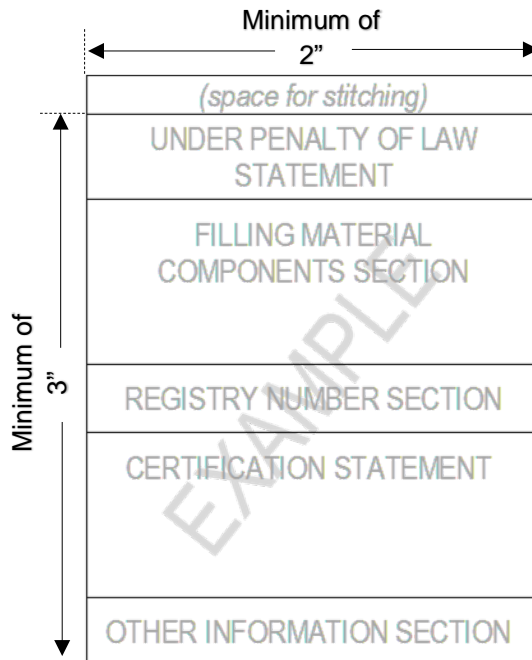 Minimum of
2”
(space for stitching)
UNDER PENALTY OF LAW
STATEMENT
FILLING MATERIAL
COMPONENTS SECTION
Minimum of
3”
REGISTRY NUMBER SECTION
CERTIFICATION STATEMENT
OTHER INFORMATION SECTION
EXAMPLE